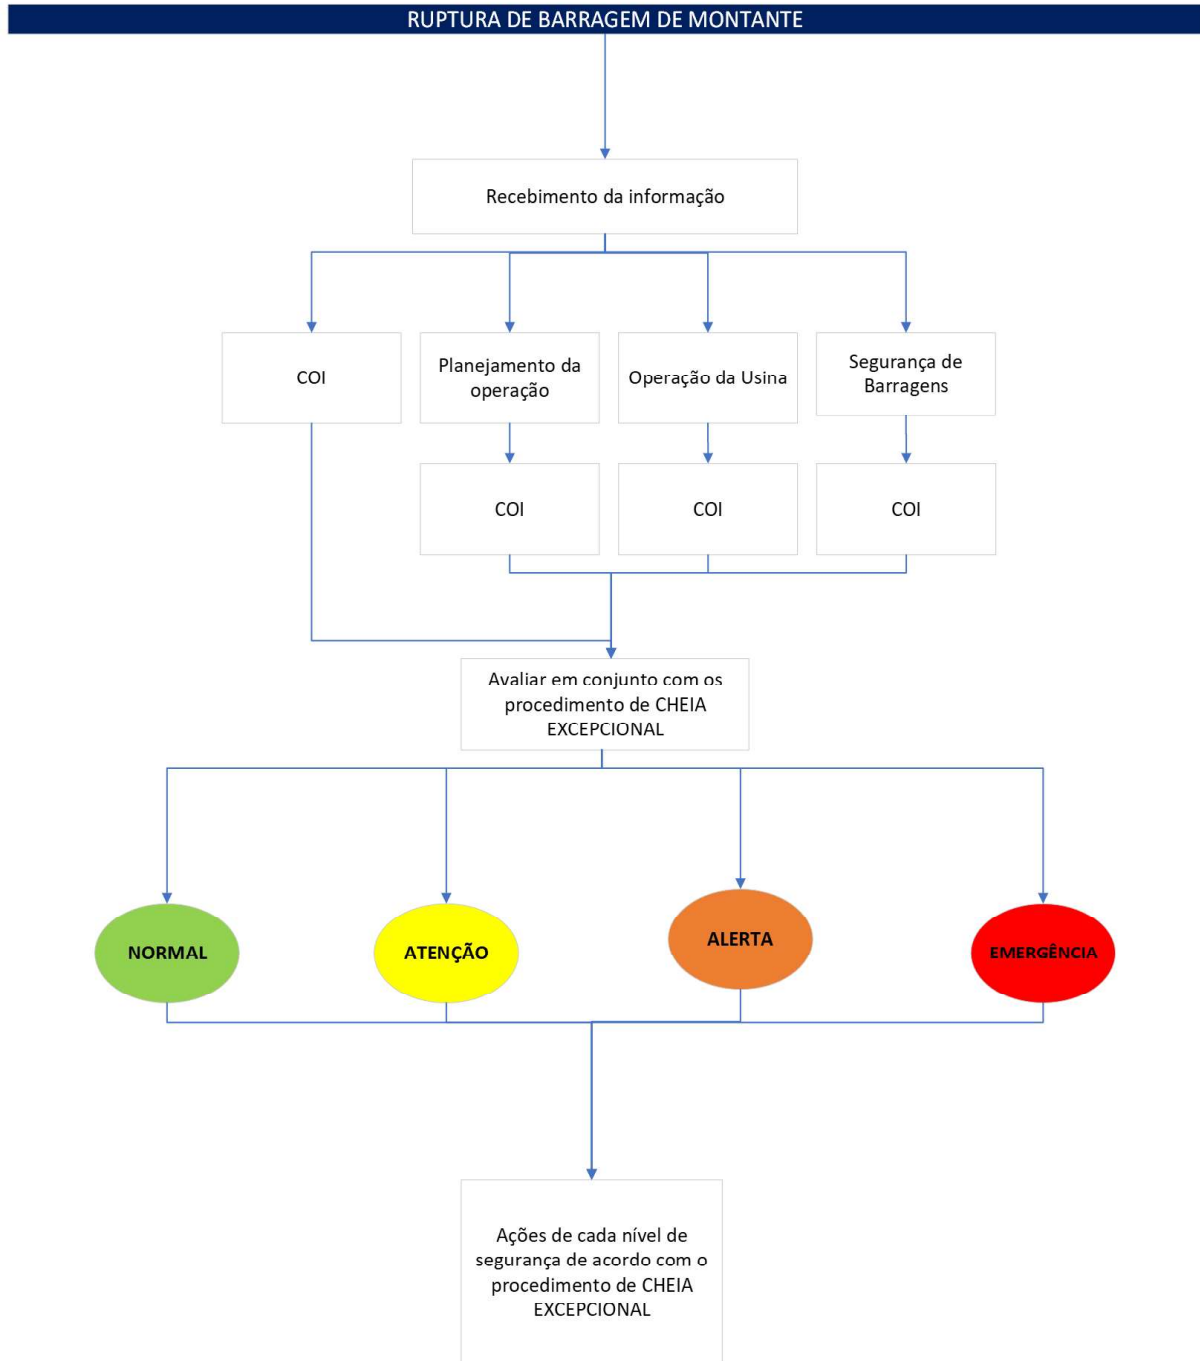 RUPTURA DE BARRAGEM DE MONTANTE
Recebimento da informação
COI
Planejamento da
operação
Operação da Usina
Segurança de
Barragens
COI
COI
COI
Avaliar em conjunto com os
procedimento de CHEIA
EXCEPCIONAL
NORMAL
ATENÇÃO
ALERTA
EMERGÊNCIA
Ações de cada nível de
segurança de acordo com o
procedimento de CHEIA
EXCEPCIONAL